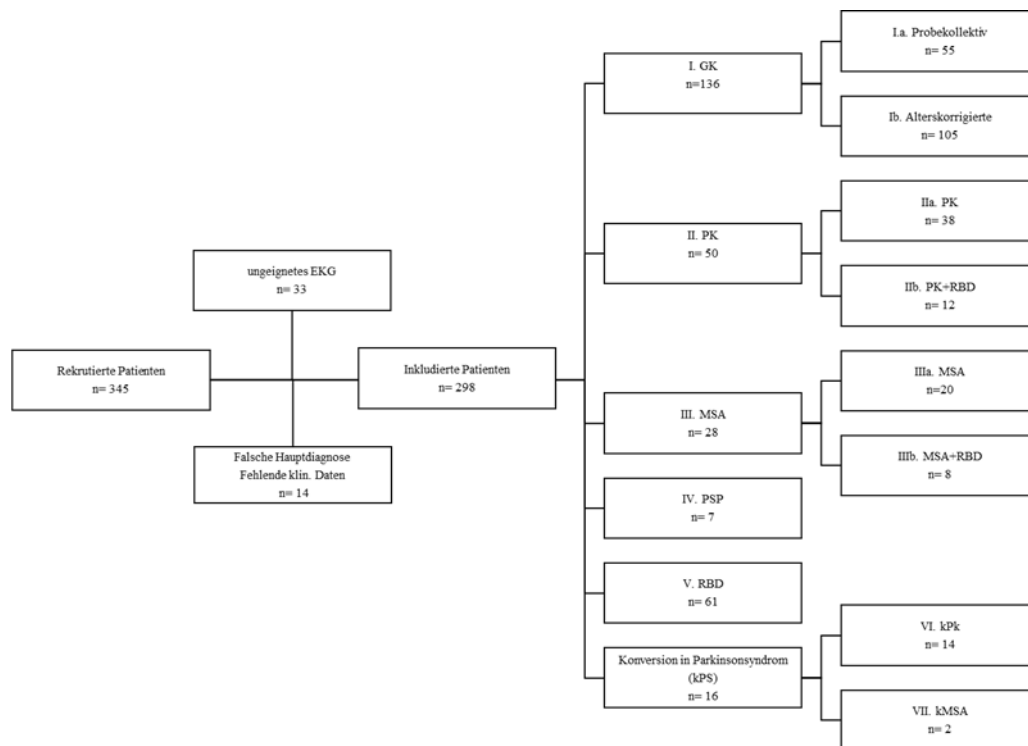 Rekrutierte Patienten
n= 345
ungeignetes EKG
n= 33
Falsche Hauptdiagnose
Fehlende klin. Daten
n= 14
Inkludierte Patienten
n= 298
I. GK
n=136
I.a. Probekollektiv
n= 55
Ib. Alterskorrigierte
n= 105
II. PK
n= 50
IIa. PK
n= 38
IIb. PK+RBD
n= 12
III. MSA
n= 28
IIIa. MSA
n=20
IIIb. MSA+RBD
n= 8
IV. PSP
n= 7
V. RBD
n= 61
Konversion in Parkinsonsyndrom
(kPS)
n= 16
VI. kPk
n= 14
VII. kMSA
n= 2